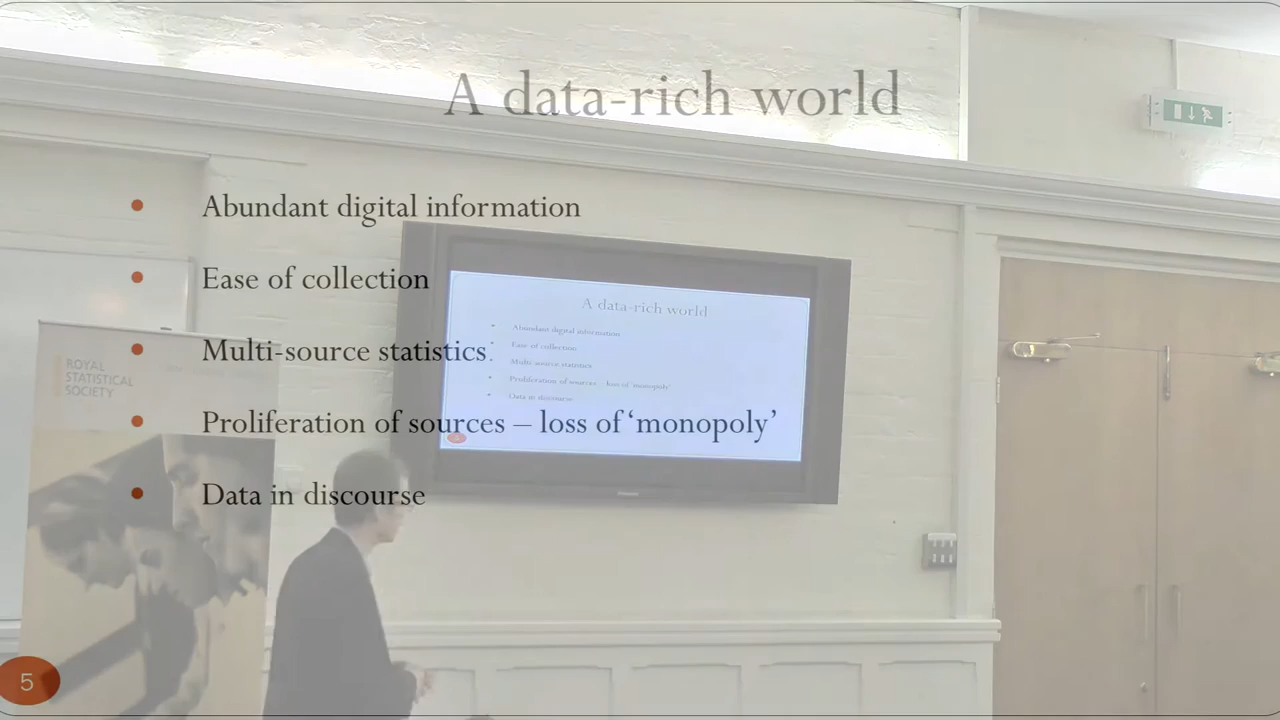 A data-rich world
Abundant digital information
Ease of collection
Multi-source statistics
Proliferation of sources – loss of ‘monopoly’
Data in discourse
5
ROYAL
STATISTICAL
SOCIETY
A data-rich world
Abundant digital information
Ease of collection
Multi-source statistics
Proliferation of sources – loss of ‘monopoly’
Data in discourse